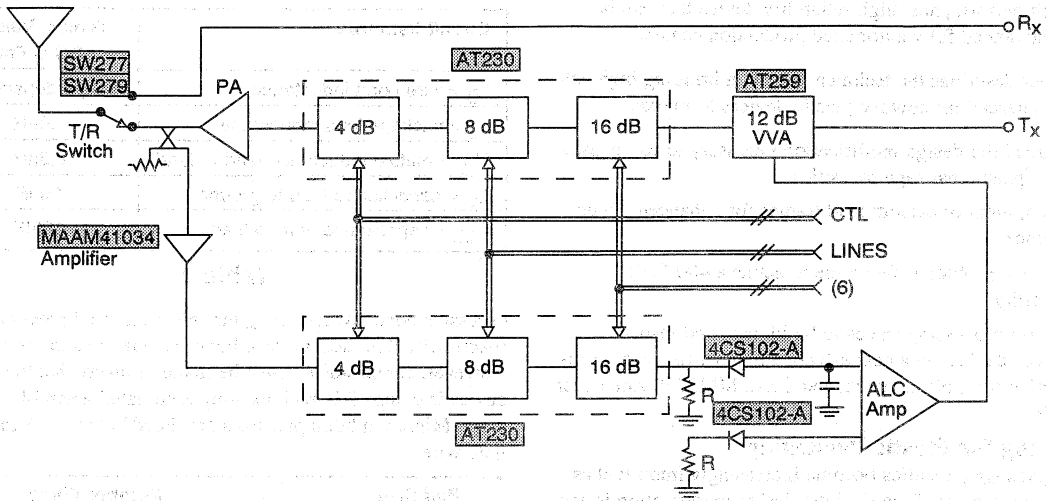 Rx
SW277
SW279
AT230
AT259
PA
4 dB
8 dB
16 dB
12 dB
VVA
Tx
T/R
Switch
CTL
MAAM41034
Amplifier
LINES
(6)
4 dB
8 dB
16 dB
4CS102-A
ALC
Amp
R
4CS102-A
AT230
R